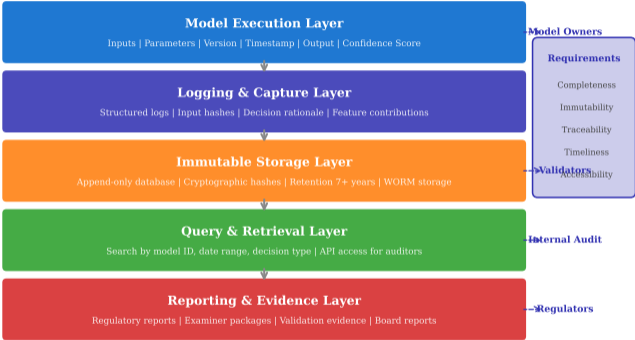 Model Execution Layer
Inputs | Parameters | Version | Timestamp | Output | Confidence Score
Model Owners
Requirements
Completeness
Immutability
Traceability
Timeliness
Accessibility
Logging & Capture Layer
Structured logs | Input hashes | Decision rationale | Feature contributions
Immutable Storage Layer
Append-only database | Cryptographic hashes | Retention 7+ years | WORM storage
Validators
Query & Retrieval Layer
Search by model ID, date range, decision type | API access for auditors
Internal Audit
Reporting & Evidence Layer
Regulatory reports | Examiner packages | Validation evidence | Board reports
Regulators